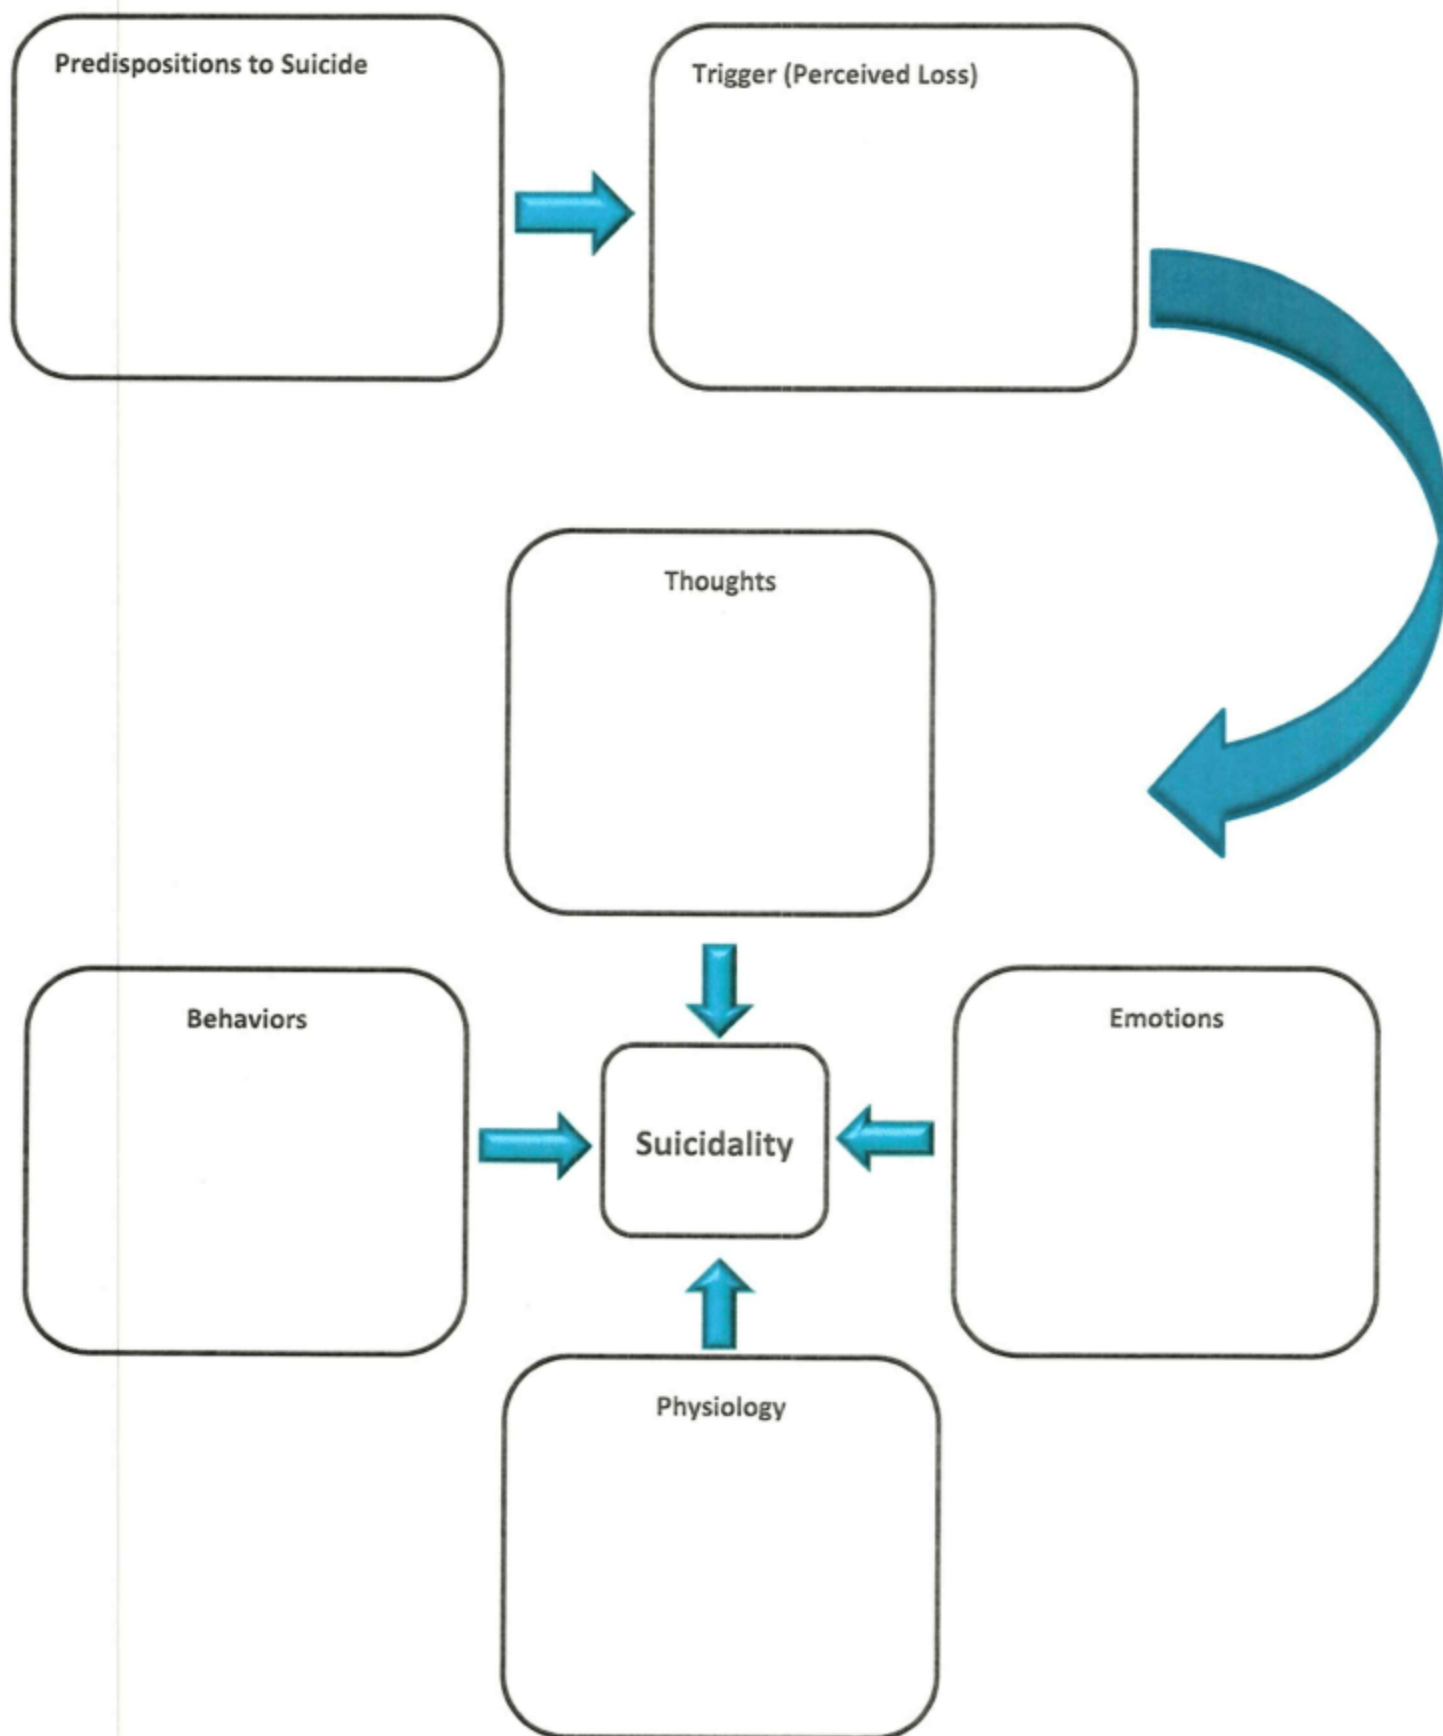 Predispositions to Suicide
Trigger (Perceived Loss)
Thoughts
Behaviors
Emotions
Suicidality
Physiology